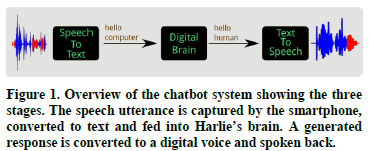 Speech
To
Text
hello
computer
Digital
Brain
hello
human
Text
To
Speech
Figure 1. Overview of the chatbot system showing the three
stages. The speech utterance is captured by the smartphone,
converted to text and fed into Harlie's brain. A generated
response is converted to a digital voice and spoken back.